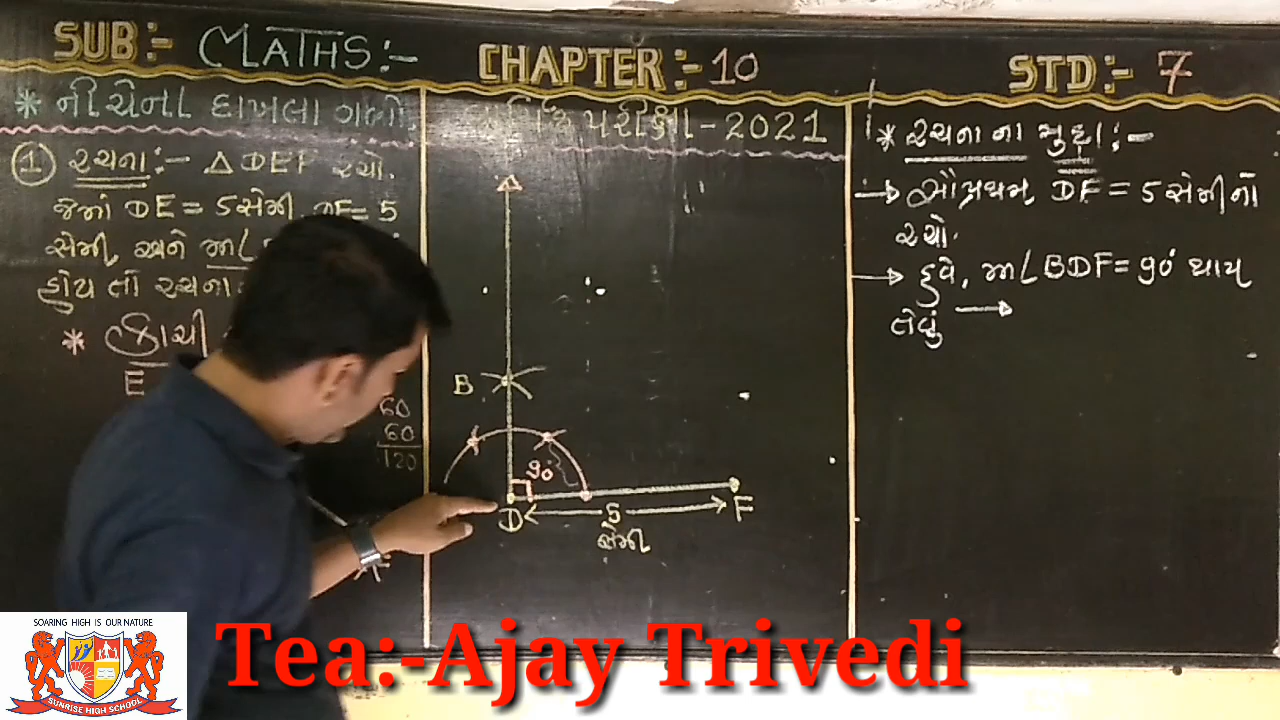 SUB:- MATHS:-
CHAPTER:- 10
STD:- 7
* નીચેના દાખલા ગણો.
પરીક્ષા - 2021
① રચના:- △DEF રચો.
જેમાં DE = 5 સેમી, DF = 5
સેમી, અને m∠
હોય તો રચના
* કાચી
E
60
60
120
B
90°
D
5
F
સેમી
* રચનાના મુદ્દા:-
→ સૌપ્રથમ DF = 5 સેમીનો
રચો.
→ હવે, m∠BDF = 90° થાય
લેવું →
SOARING HIGH IS OUR NATURE
SUNRISE HIGH SCHOOL
Tea:-Ajay Trivedi